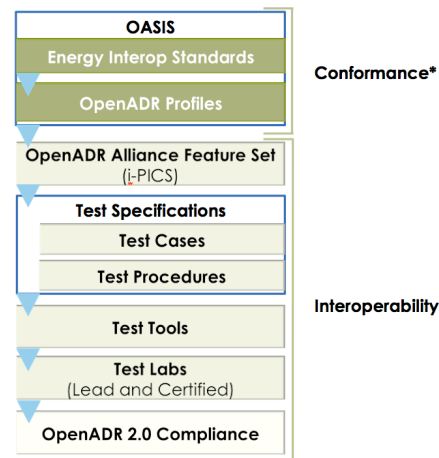 OASIS
Energy Interop Standards
OpenADR Profiles
Conformance*
OpenADR Alliance Feature Set
(i-PICS)
Test Specifications
Test Cases
Test Procedures
Interoperability
Test Tools
Test Labs
(Lead and Certified)
OpenADR 2.0 Compliance